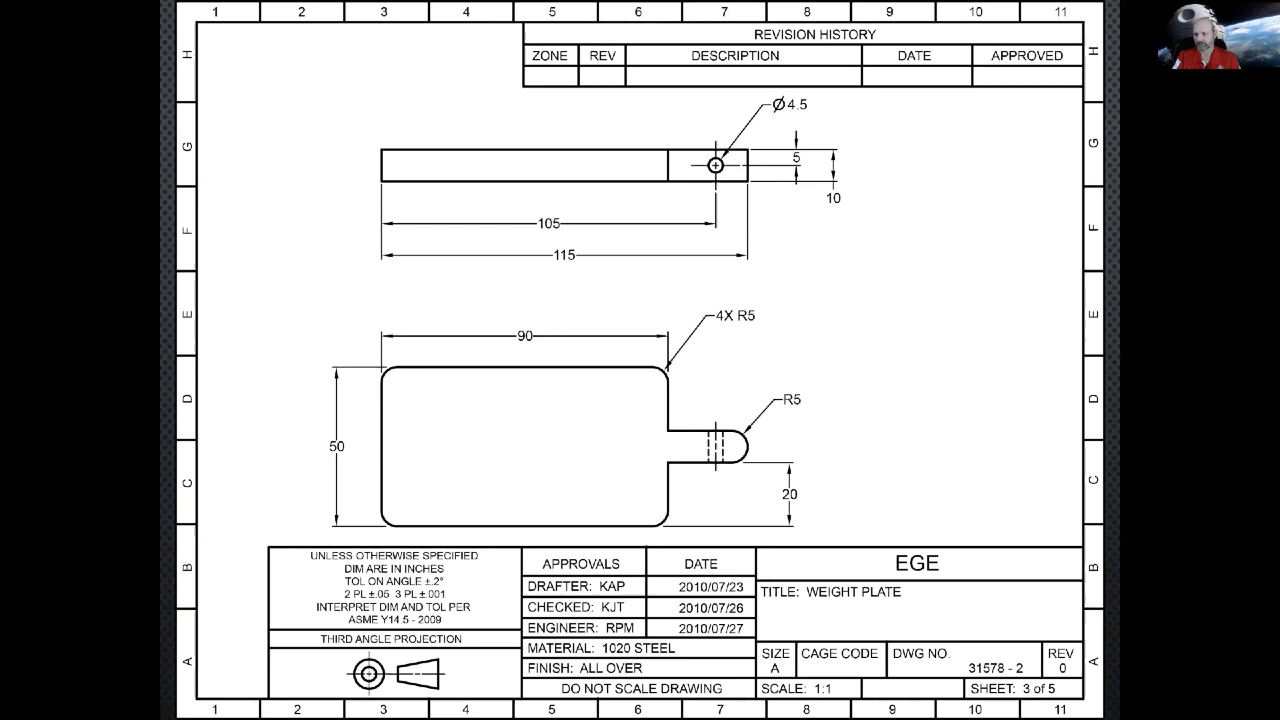 1 2 3 4 5 6 7 8 9 10 11
REVISION HISTORY
ZONE REV DESCRIPTION DATE APPROVED
H H
G G
F F
E E
D D
C C
B B
A A
Ø4.5
5
10
105
115
90
4X R5
R5
50
20
UNLESS OTHERWISE SPECIFIED
DIM ARE IN INCHES
TOL ON ANGLE ±.2°
2 PL ±.05 3 PL ±.001
INTERPRET DIM AND TOL PER
ASME Y14.5 - 2009
THIRD ANGLE PROJECTION
APPROVALS DATE
DRAFTER: KAP 2010/07/23
CHECKED: KJT 2010/07/26
ENGINEER: RPM 2010/07/27
MATERIAL: 1020 STEEL
FINISH: ALL OVER
DO NOT SCALE DRAWING
EGE
TITLE: WEIGHT PLATE
SIZE CAGE CODE DWG NO. REV
A 31578 - 2 0
SCALE: 1:1 SHEET: 3 of 5
1 2 3 4 5 6 7 8 9 10 11